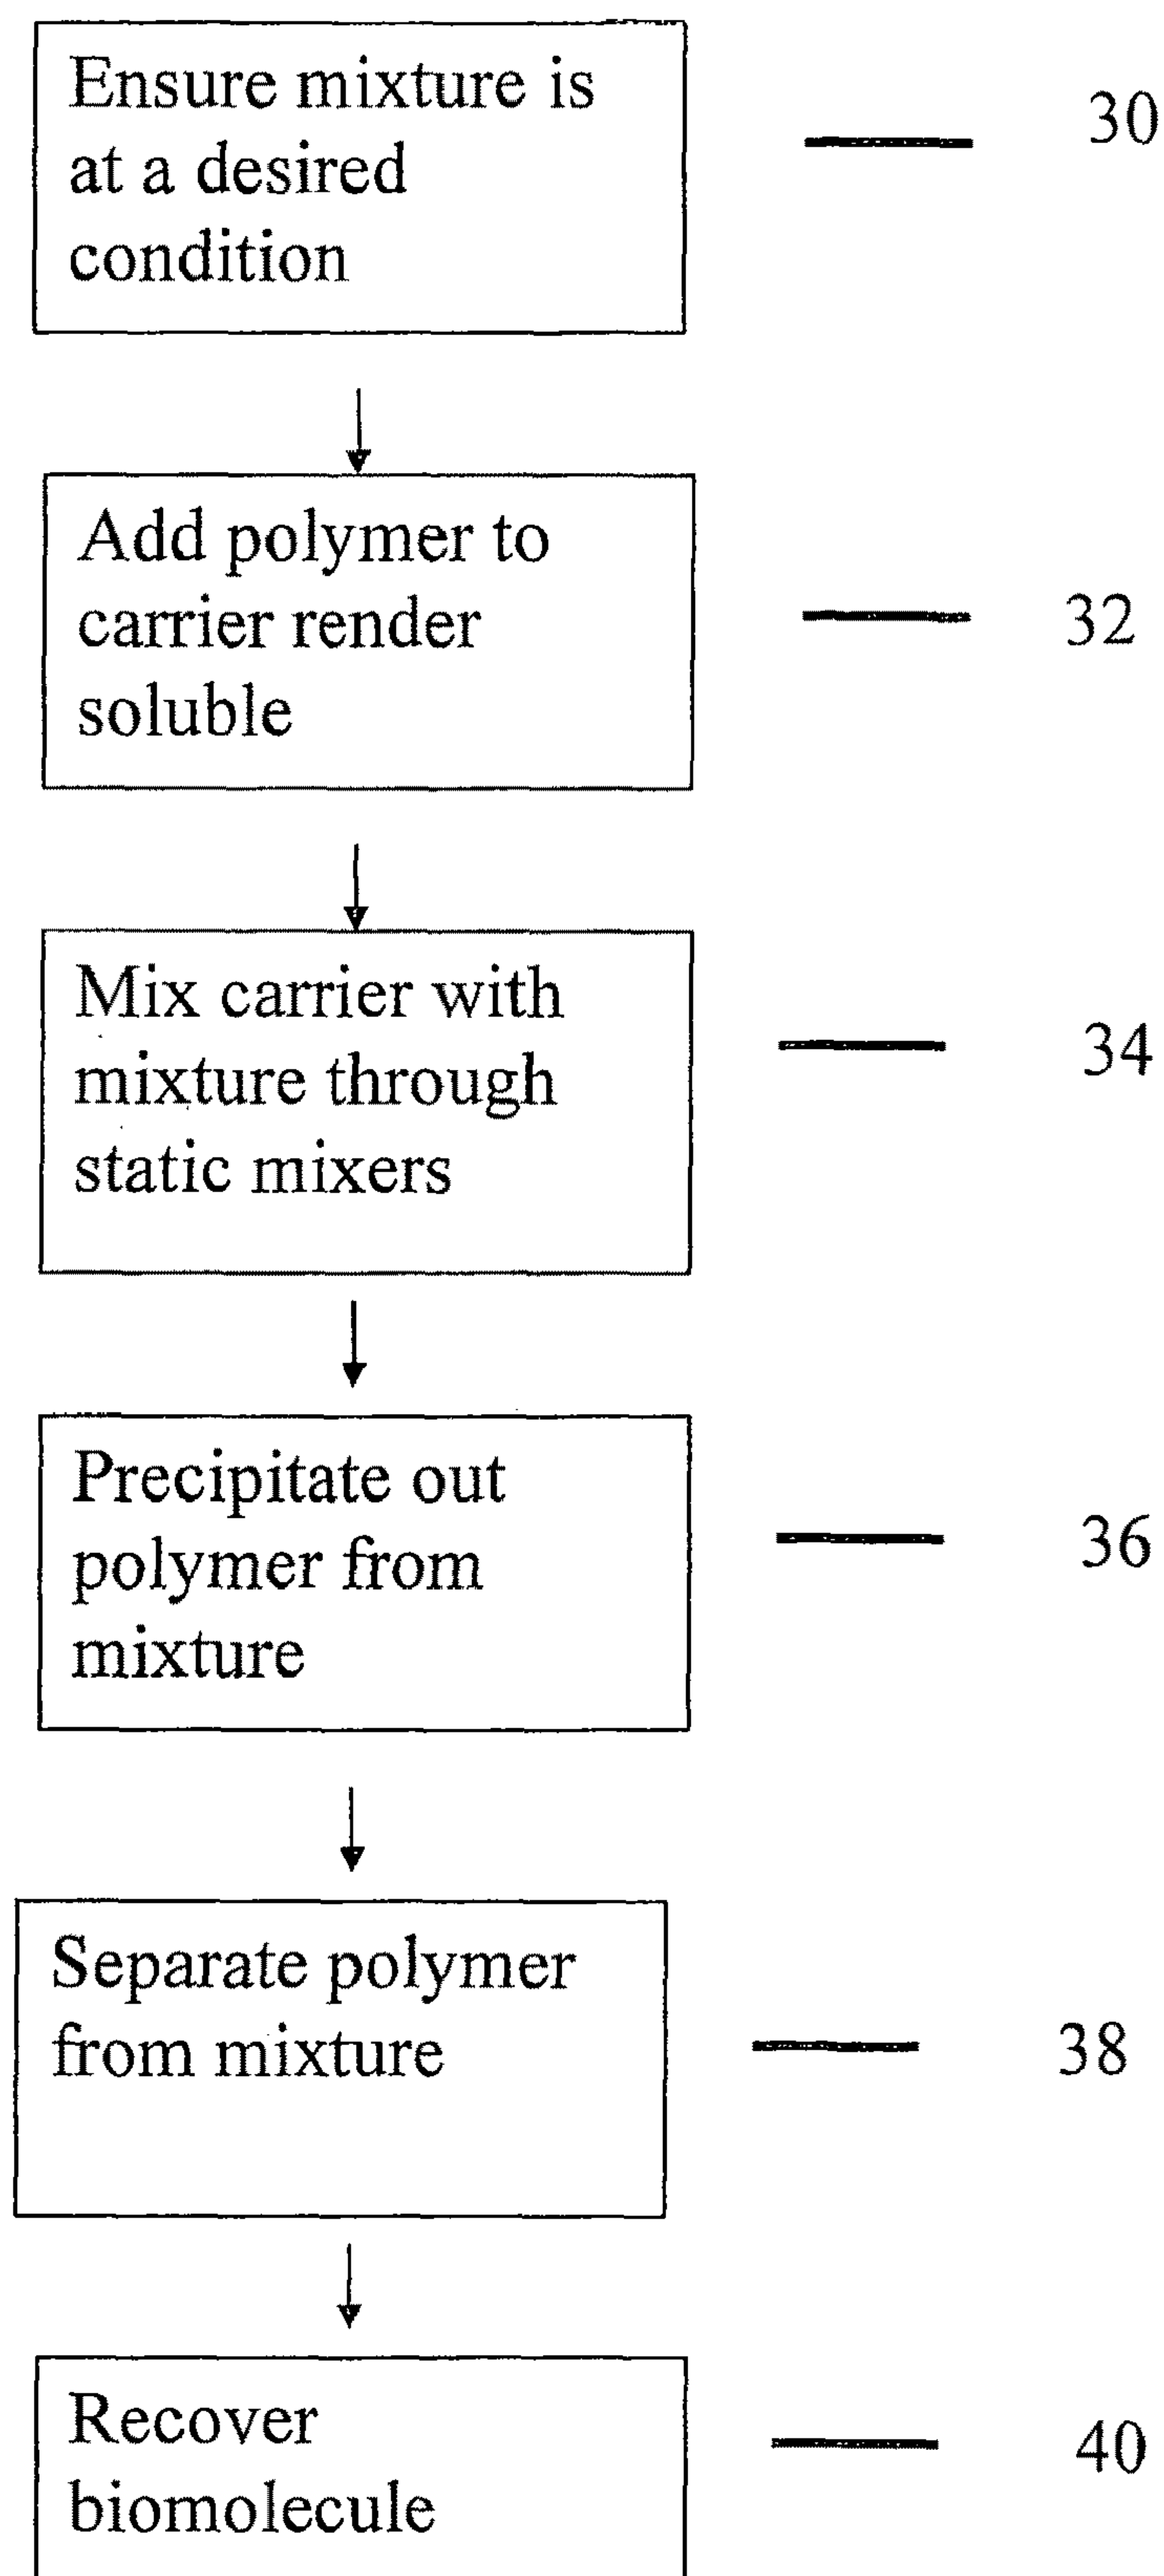 Ensure mixture is
at a desired
condition
30
Add polymer to
carrier render
soluble
32
Mix carrier with
mixture through
static mixers
34
Precipitate out
polymer from
mixture
36
Separate polymer
from mixture
38
Recover
biomolecule
40